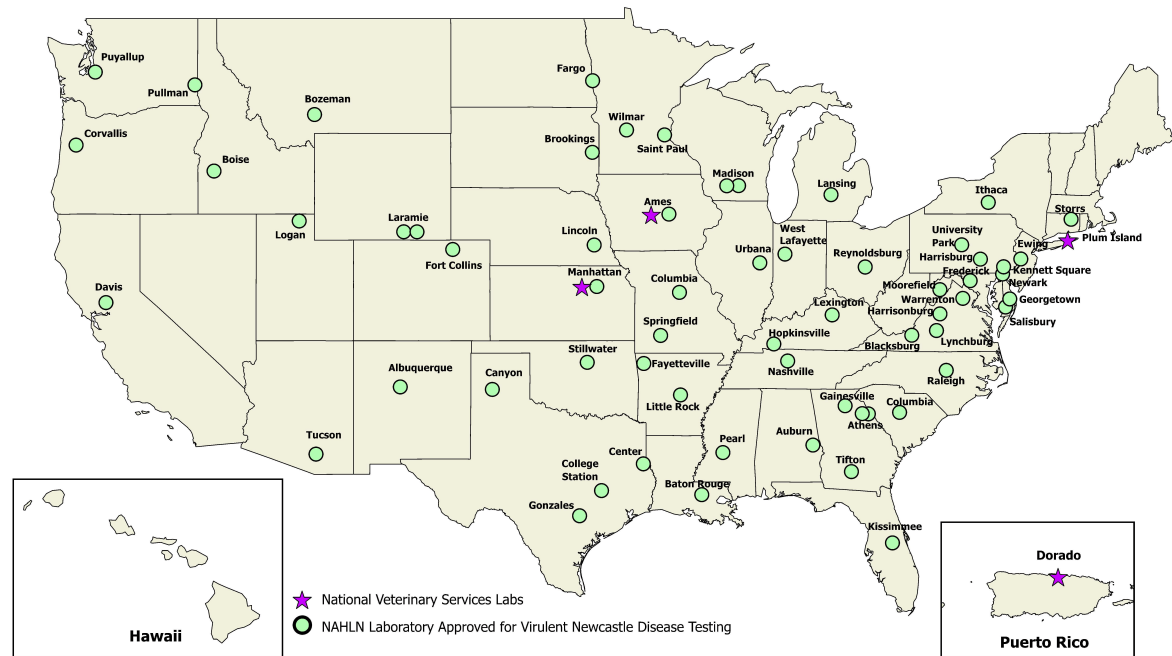 Puyallup
Pullman
Bozeman
Fargo
Corvallis
Boise
Wilmar
Saint Paul
Brookings
Madison
Lansing
Ithaca
Storrs
Plum Island
Ames
Logan
Laramie
Fort Collins
Lincoln
Manhattan
Urbana
West
Lafayette
Reynoldsburg
University
Park
Harrisburg
Ewing
Frederick
Kennett Square
Newark
Moorefield
Warrenton
Georgetown
Harrisonburg
Salisbury
Davis
Columbia
Lexington
Springfield
Hopkinsville
Blacksburg
Lynchburg
Stillwater
Fayetteville
Nashville
Albuquerque
Canyon
Raleigh
Little Rock
Gainesville
Columbia
Athens
Tucson
Center
Pearl
Auburn
Tifton
College
Station
Baton Rouge
Gonzales
Kissimmee
Dorado
National Veterinary Services Labs
NAHLN Laboratory Approved for Virulent Newcastle Disease Testing
Hawaii
Puerto Rico